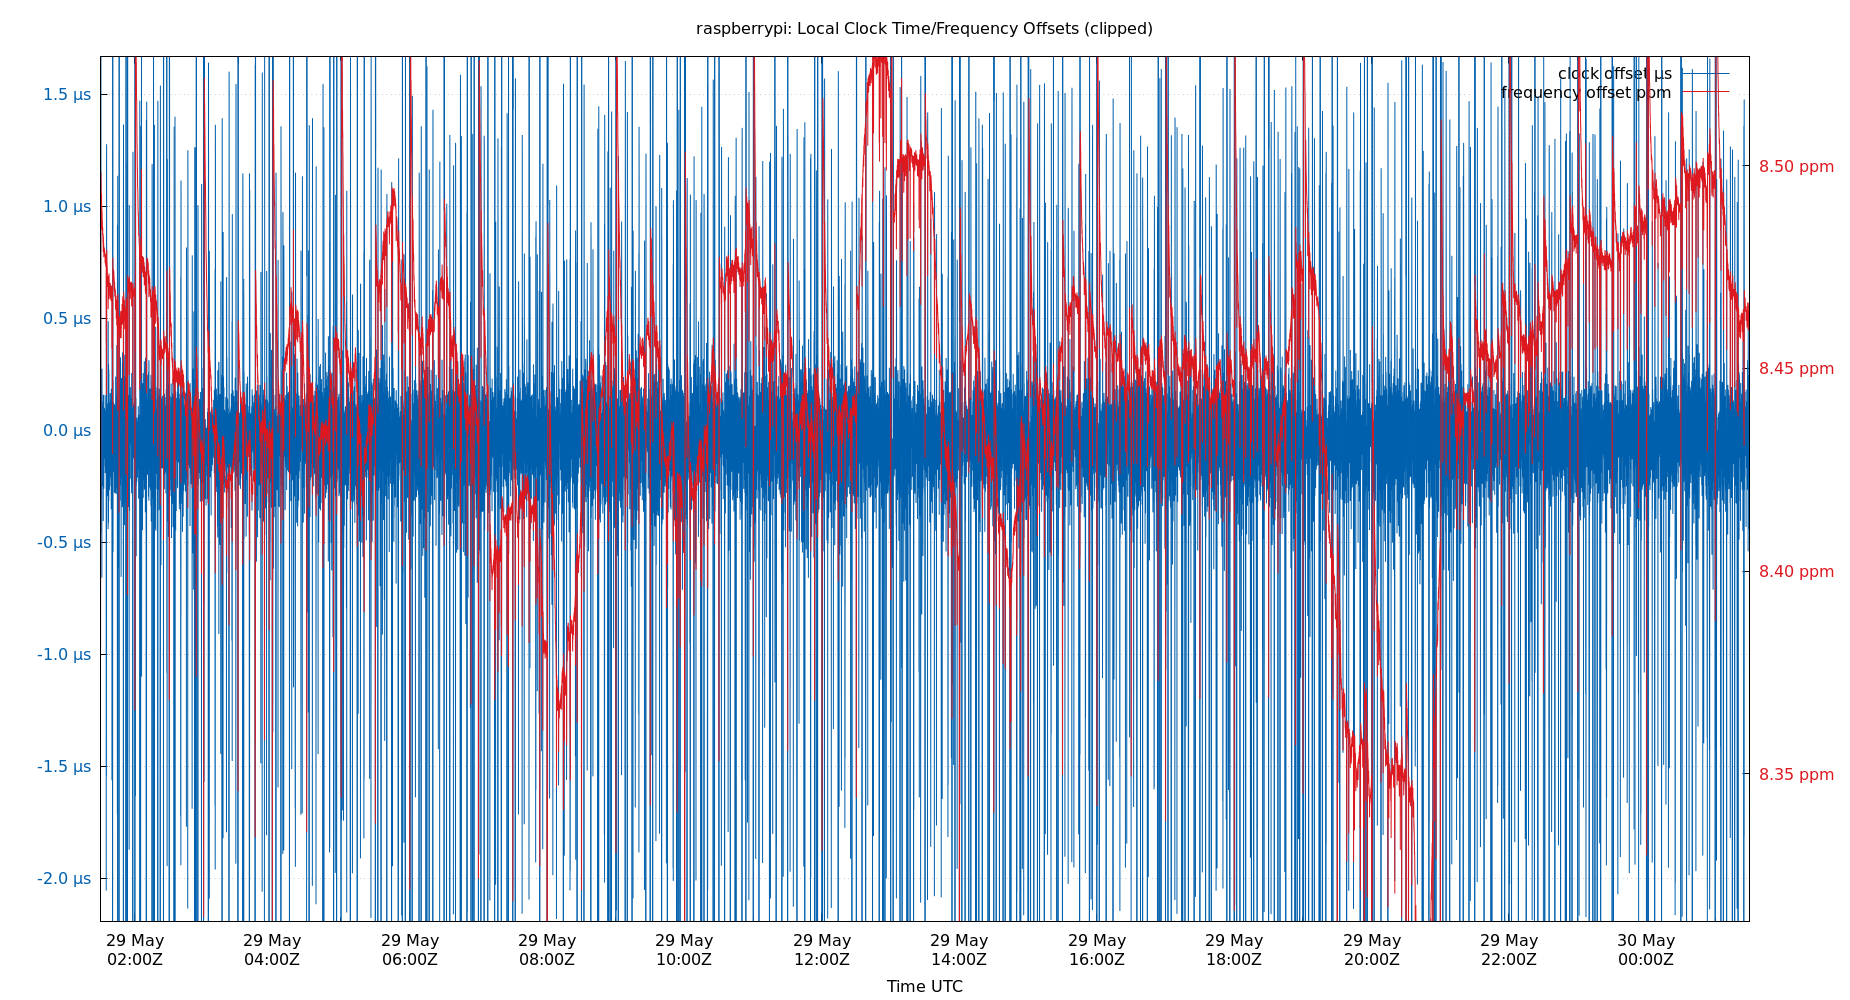 raspberrypi: Local Clock Time/Frequency Offsets (clipped)
clock offset µs
frequency offset ppm
1.5 µs
1.0 µs
0.5 µs
0.0 µs
-0.5 µs
-1.0 µs
-1.5 µs
-2.0 µs
8.50 ppm
8.45 ppm
8.40 ppm
8.35 ppm
29 May 29 May 29 May 29 May 29 May 29 May 29 May 29 May 29 May 29 May 29 May 30 May
02:00Z 04:00Z 06:00Z 08:00Z 10:00Z 12:00Z 14:00Z 16:00Z 18:00Z 20:00Z 22:00Z 00:00Z
Time UTC